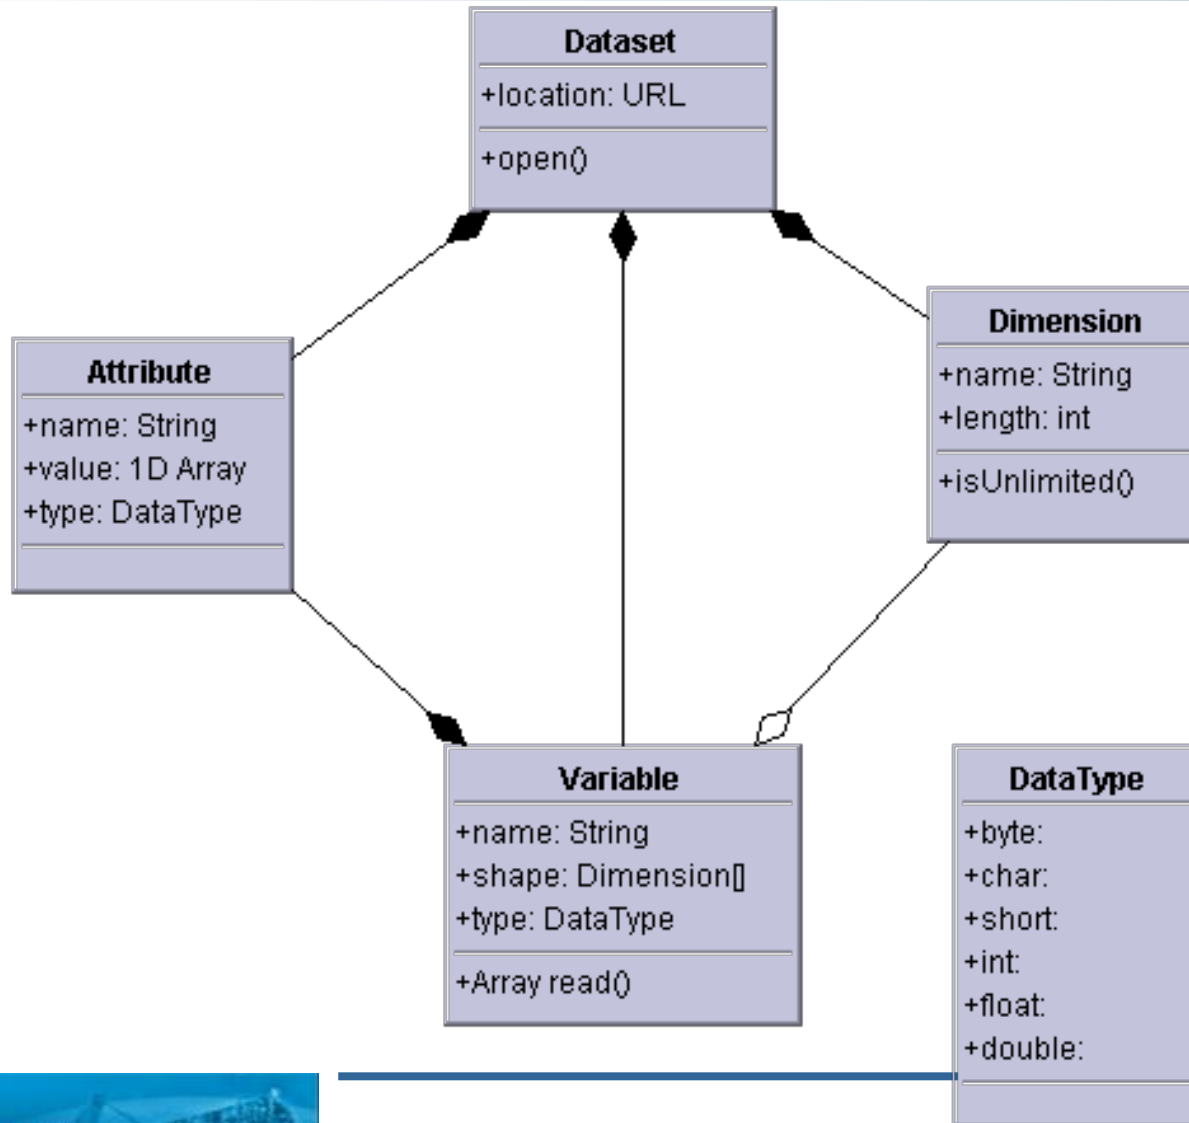 Dataset
+location: URL
+open()
Dimension
+name: String
+length: int
+isUnlimited()
Attribute
+name: String
+value: 1D Array
+type: DataType
Variable
+name: String
+shape: Dimension[]
+type: DataType
+Array read()
DataType
+byte:
+char:
+short:
+int:
+float:
+double: